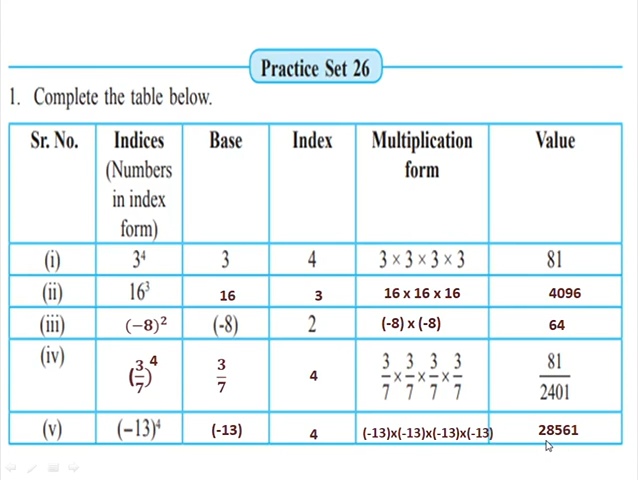 Practice Set 26
1. Complete the table below.
Sr. No. Indices (Numbers in index form) Base Index Multiplication form Value
(i) 3⁴ 3 4 3 × 3 × 3 × 3 81
(ii) 16³ 16 3 16 x 16 x 16 4096
(iii) (−8)² (-8) 2 (-8) x (-8) 64
(iv) (3/7)⁴ 3/7 4 3/7 × 3/7 × 3/7 × 3/7 81/2401
(v) (−13)⁴ (-13) 4 (-13)x(-13)x(-13)x(-13) 28561